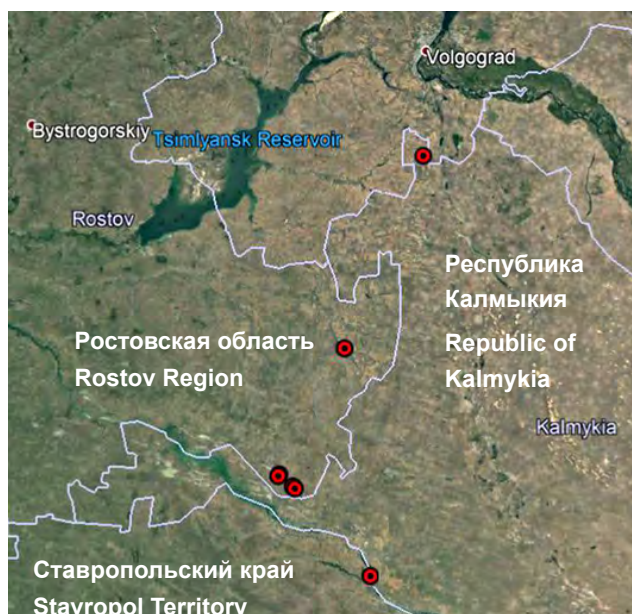 Volgograd
Bystrogorskiy
Tsimlyansk Reservoir
Rostov
Республика
Калмыкия
Republic of
Kalmykia
Ростовская область
Rostov Region
Kalmykia
Ставропольский край
Stavropol Territory